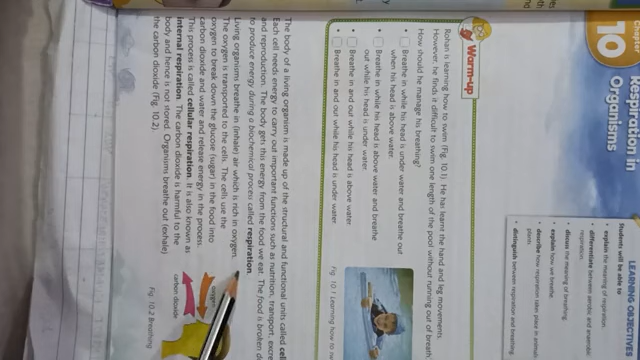 Chapter
10
Respiration in
Organisms
LEARNING OBJECTIVES
Students will be able to
• explain the meaning of respiration.
• differentiate between aerobic and anaerobic
respiration.
• discuss the meaning of breathing.
• explain how we breathe.
• describe how respiration takes place in
plants.
• distinguish between respiration and breathing.
Warm-up
Rohan is learning how to swim (Fig. 10.1). He has learnt the hand and leg movements.
However, he finds it difficult to swim one length of the pool without running out of breath.
How should he manage his breathing?
• Breathe in while his head is under water and breathe out
when his head is above water.
• Breathe in while his head is above water and breathe
out while his head is under water.
• Breathe in and out while his head is above water.
• Breathe in and out while his head is under water.
Fig. 10.1 Learning how to
The body of a living organism is made up of the structural and functional units called
Each cell needs energy to carry out important functions such as nutrition, transport,
and reproduction. The body gets this energy from the food we eat. The food is broken
to produce energy during a biochemical process called respiration.
Living organisms breathe in (inhale) air which is rich in oxygen.
The oxygen is transported to the cells. The cells use the
oxygen to break down the glucose (sugar) in the food into
carbon dioxide and water and release energy in the process.
This process is called cellular respiration. It is also known as
internal respiration. The carbon dioxide is harmful to the
body and hence is not stored. Organisms breathe out (exhale)
the carbon dioxide (Fig. 10.2).
oxygen
carbon dioxide
Fig. 10.2 Breathing